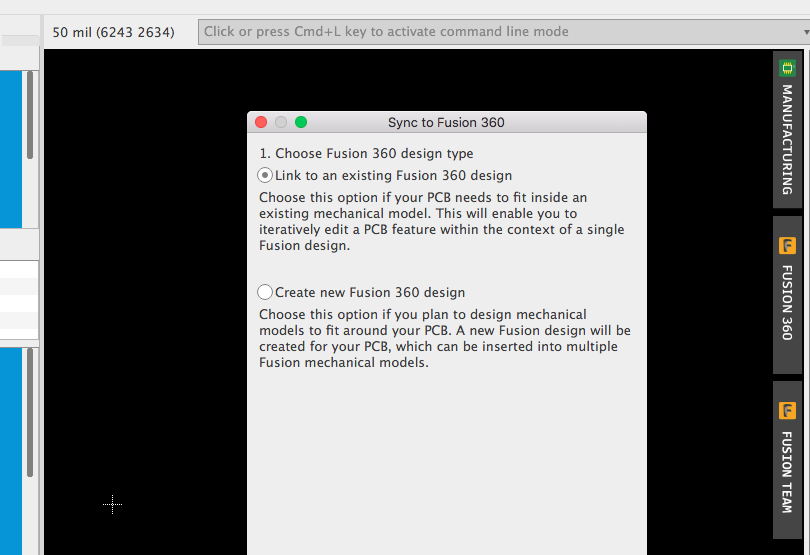 50 mil (6243 2634)
Click or press Cmd+L key to activate command line mode
Sync to Fusion 360
1. Choose Fusion 360 design type
Link to an existing Fusion 360 design
Choose this option if your PCB needs to fit inside an
existing mechanical model. This will enable you to
iteratively edit a PCB feature within the context of a single
Fusion design.
Create new Fusion 360 design
Choose this option if you plan to design mechanical
models to fit around your PCB. A new Fusion design will be
created for your PCB, which can be inserted into multiple
Fusion mechanical models.
MANUFACTURING
F
FUSION 360
F
FUSION TEAM